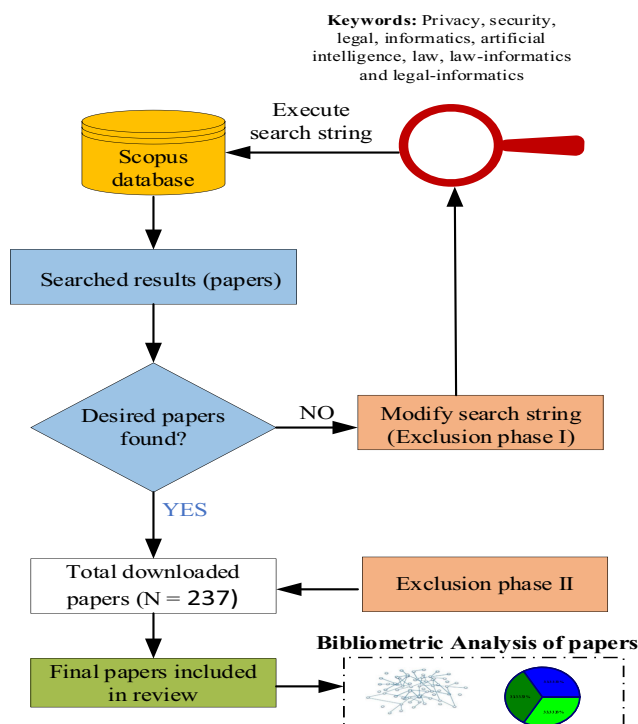 Keywords: Privacy, security,
legal, informatics, artificial
intelligence, law, law-informatics
and legal-informatics
Execute
search string
Scopus
database
Searched results (papers)
Desired papers
found?
NO
Modify search string
(Exclusion phase I)
YES
Total downloaded
papers (N = 237)
Exclusion phase II
Final papers included
in review
Bibliometric Analysis of papers